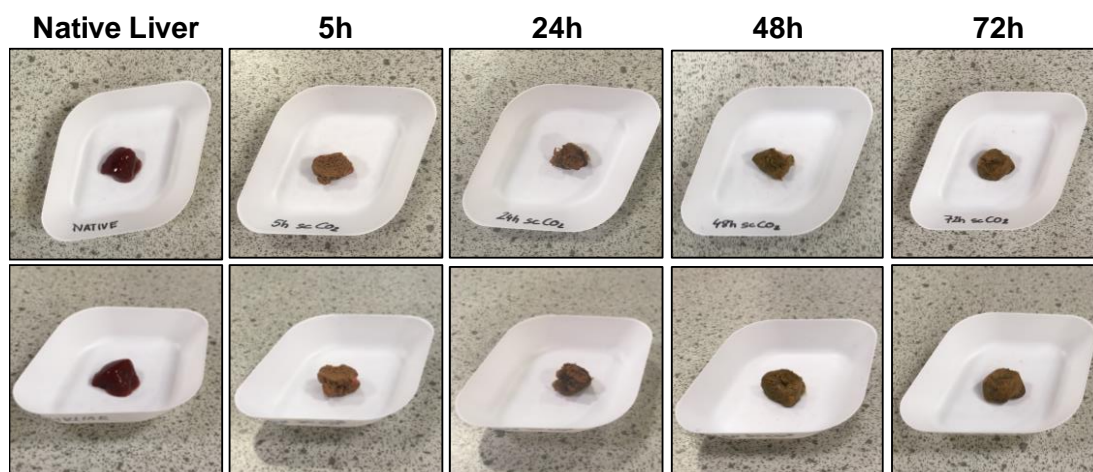 Native Liver
5h
24h
48h
72h
NATIVE
5h scCO₂
24h scCO₂
48h scCO₂
72h scCO₂